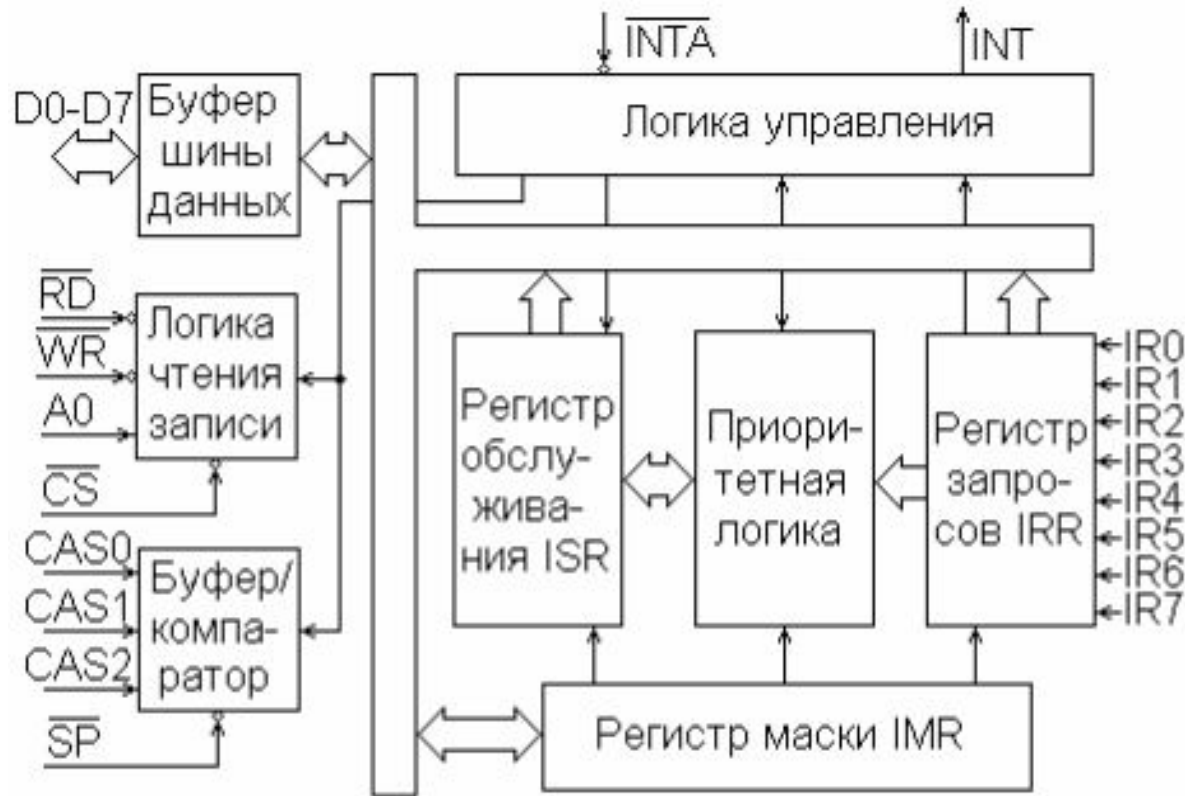 INTA
INT
D0-D7
Буфер
шины
данных
Логика управления
RD
WR
A0
CS
Логика
чтения
записи
Регистр
обслу-
жива-
ния ISR
Приори-
тетная
логика
Регистр
запро-
сов IRR
IR0
IR1
IR2
IR3
IR4
IR5
IR6
IR7
CAS0
CAS1
CAS2
SP
Буфер/
компа-
ратор
Регистр маски IMR